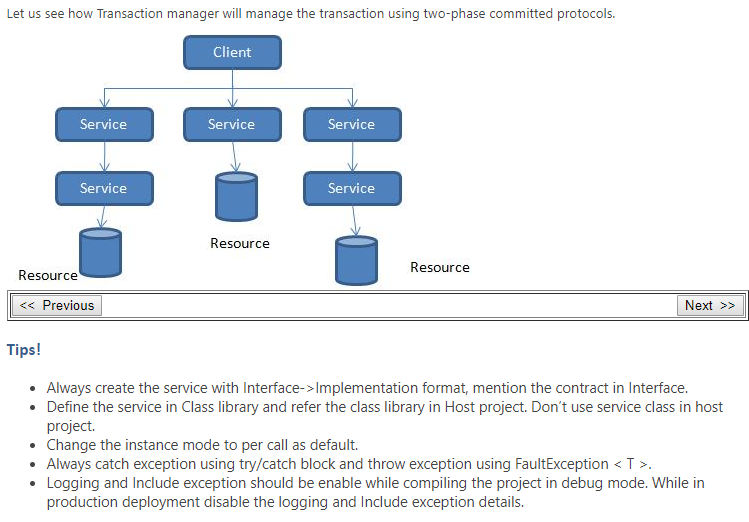 Let us see how Transaction manager will manage the transaction using two-phase committed protocols.
Client
Service Service Service
Service Service
Resource
Resource
Resource
<< Previous Next >>
Tips!
• Always create the service with Interface->Implementation format, mention the contract in Interface.
• Define the service in Class library and refer the class library in Host project. Don’t use service class in host
project.
• Change the instance mode to per call as default.
• Always catch exception using try/catch block and throw exception using FaultException < T >.
• Logging and Include exception should be enable while compiling the project in debug mode. While in
production deployment disable the logging and Include exception details.